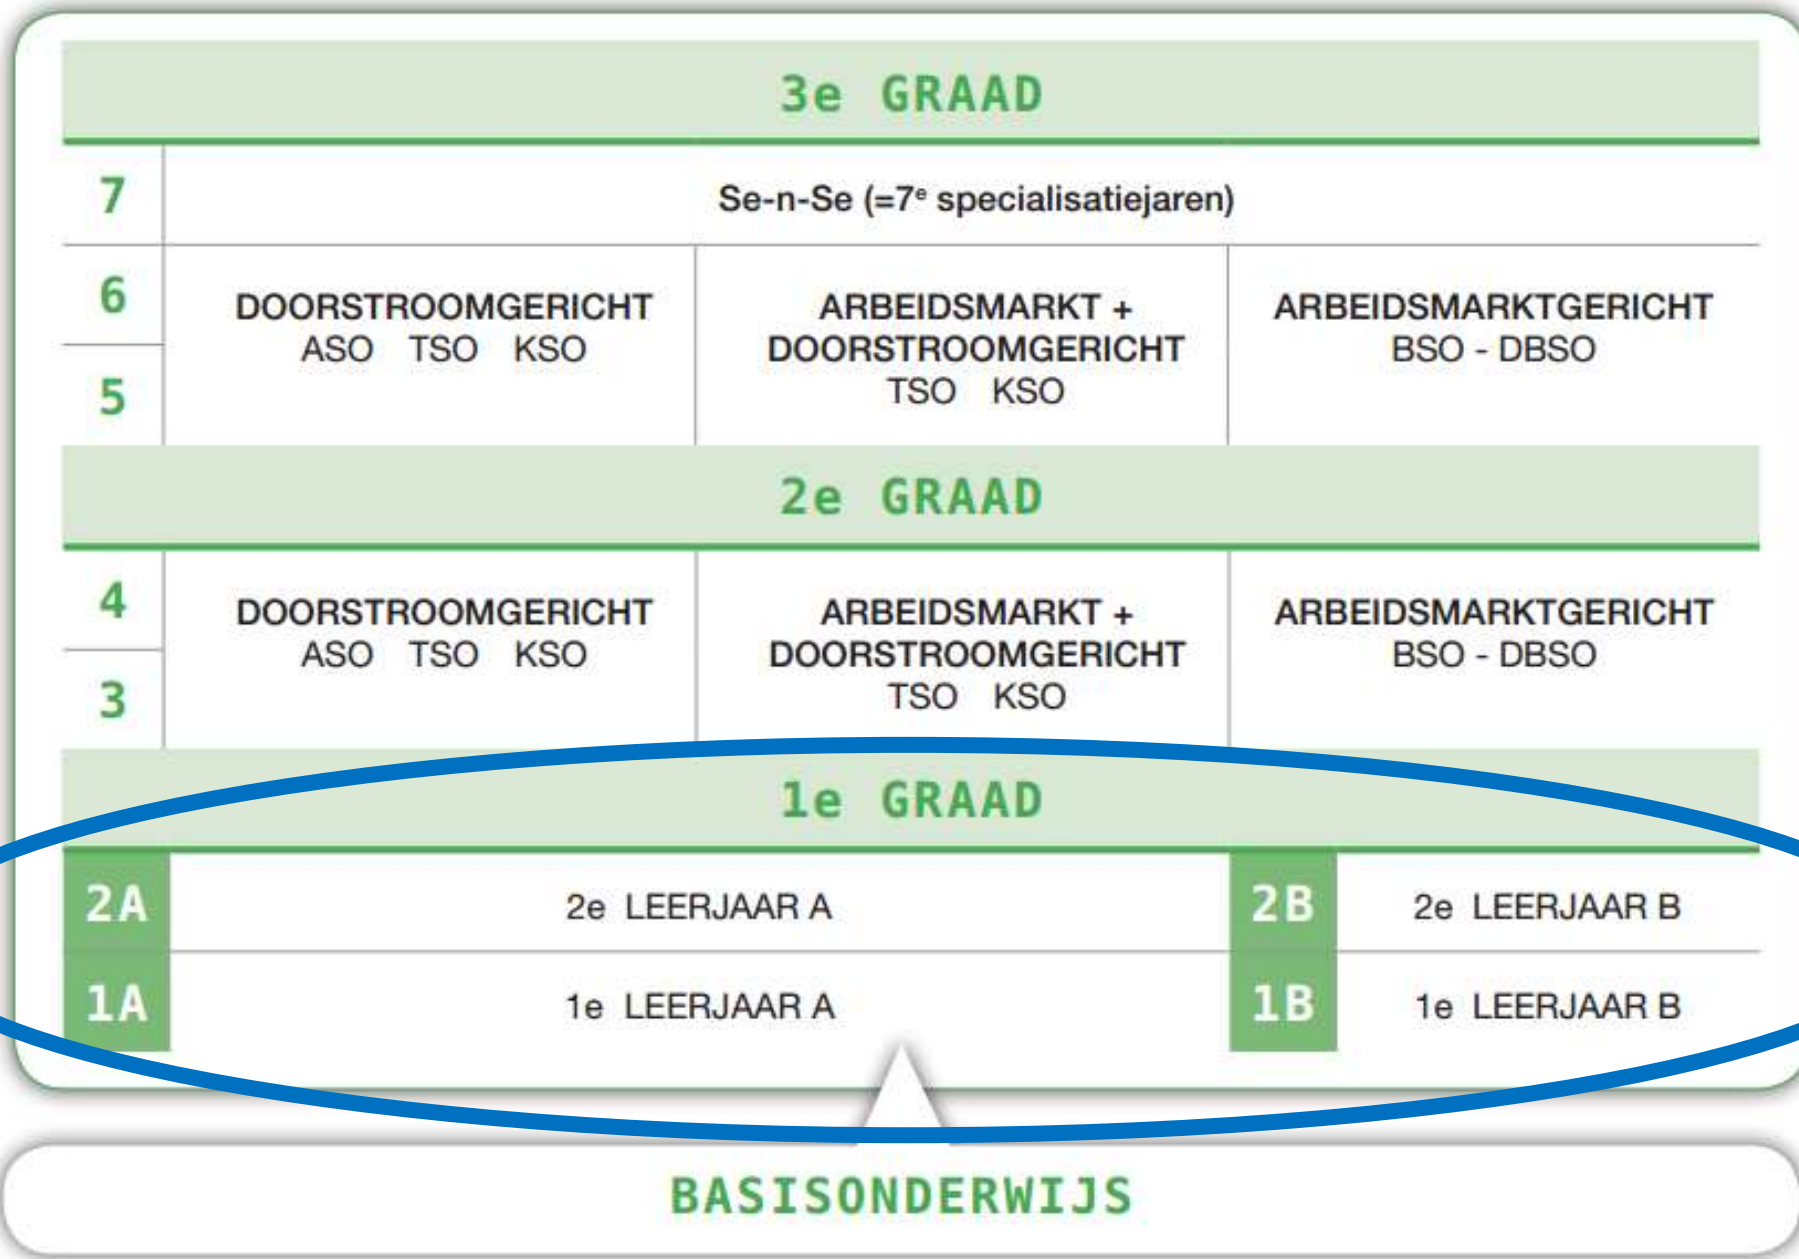 3e GRAAD
7
Se-n-Se (=7e specialisatiejaren)
6
5
DOORSTROOMGERICHT
ASO TSO KSO
ARBEIDSMARKT +
DOORSTROOMGERICHT
TSO KSO
ARBEIDSMARKTGERICHT
BSO - DBSO
2e GRAAD
4
3
DOORSTROOMGERICHT
ASO TSO KSO
ARBEIDSMARKT +
DOORSTROOMGERICHT
TSO KSO
ARBEIDSMARKTGERICHT
BSO - DBSO
1e GRAAD
2A
2e LEERJAAR A
2B
2e LEERJAAR B
1A
1e LEERJAAR A
1B
1e LEERJAAR B
BASISONDERWIJS